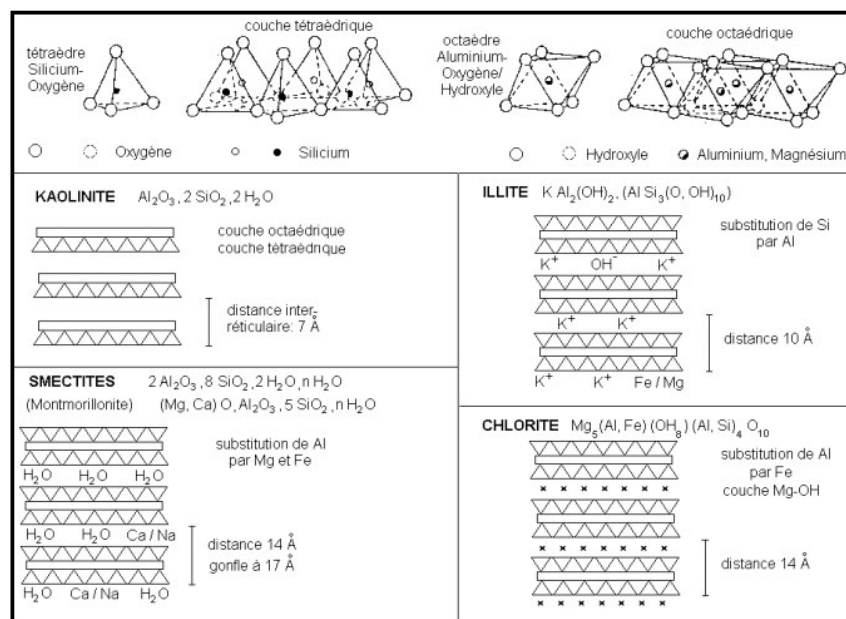 couche tétraédrique
tétraèdre
Silicium-
Oxygène
octaèdre
Aluminium-
Oxygène/
Hydroxyle
couche octaédrique
Oxygène
Silicium
Hydroxyle
Aluminium, Magnésium
KAOLINITE Al₂O₃, 2 SiO₂, 2 H₂O
couche octaédrique
couche tétraédrique
distance inter-
réticulaire: 7 Å
ILLITE K Al₂(OH)₂, (Al Si₃(O, OH)₁₀)
substitution de Si
par Al
K⁺ OH⁻ K⁺
K⁺ K⁺
distance 10 Å
K⁺ K⁺ Fe / Mg
SMECTITES 2 Al₂O₃, 8 SiO₂, 2 H₂O, n H₂O
(Montmorillonite) (Mg, Ca) O, Al₂O₃, 5 SiO₂, n H₂O
substitution de Al
par Mg et Fe
H₂O H₂O H₂O
H₂O H₂O Ca / Na
distance 14 Å
gonfle à 17 Å
H₂O Ca / Na H₂O
CHLORITE Mg₅(Al, Fe) (OH₈) (Al, Si)₄ O₁₀
substitution de Al
par Fe
couche Mg-OH
distance 14 Å